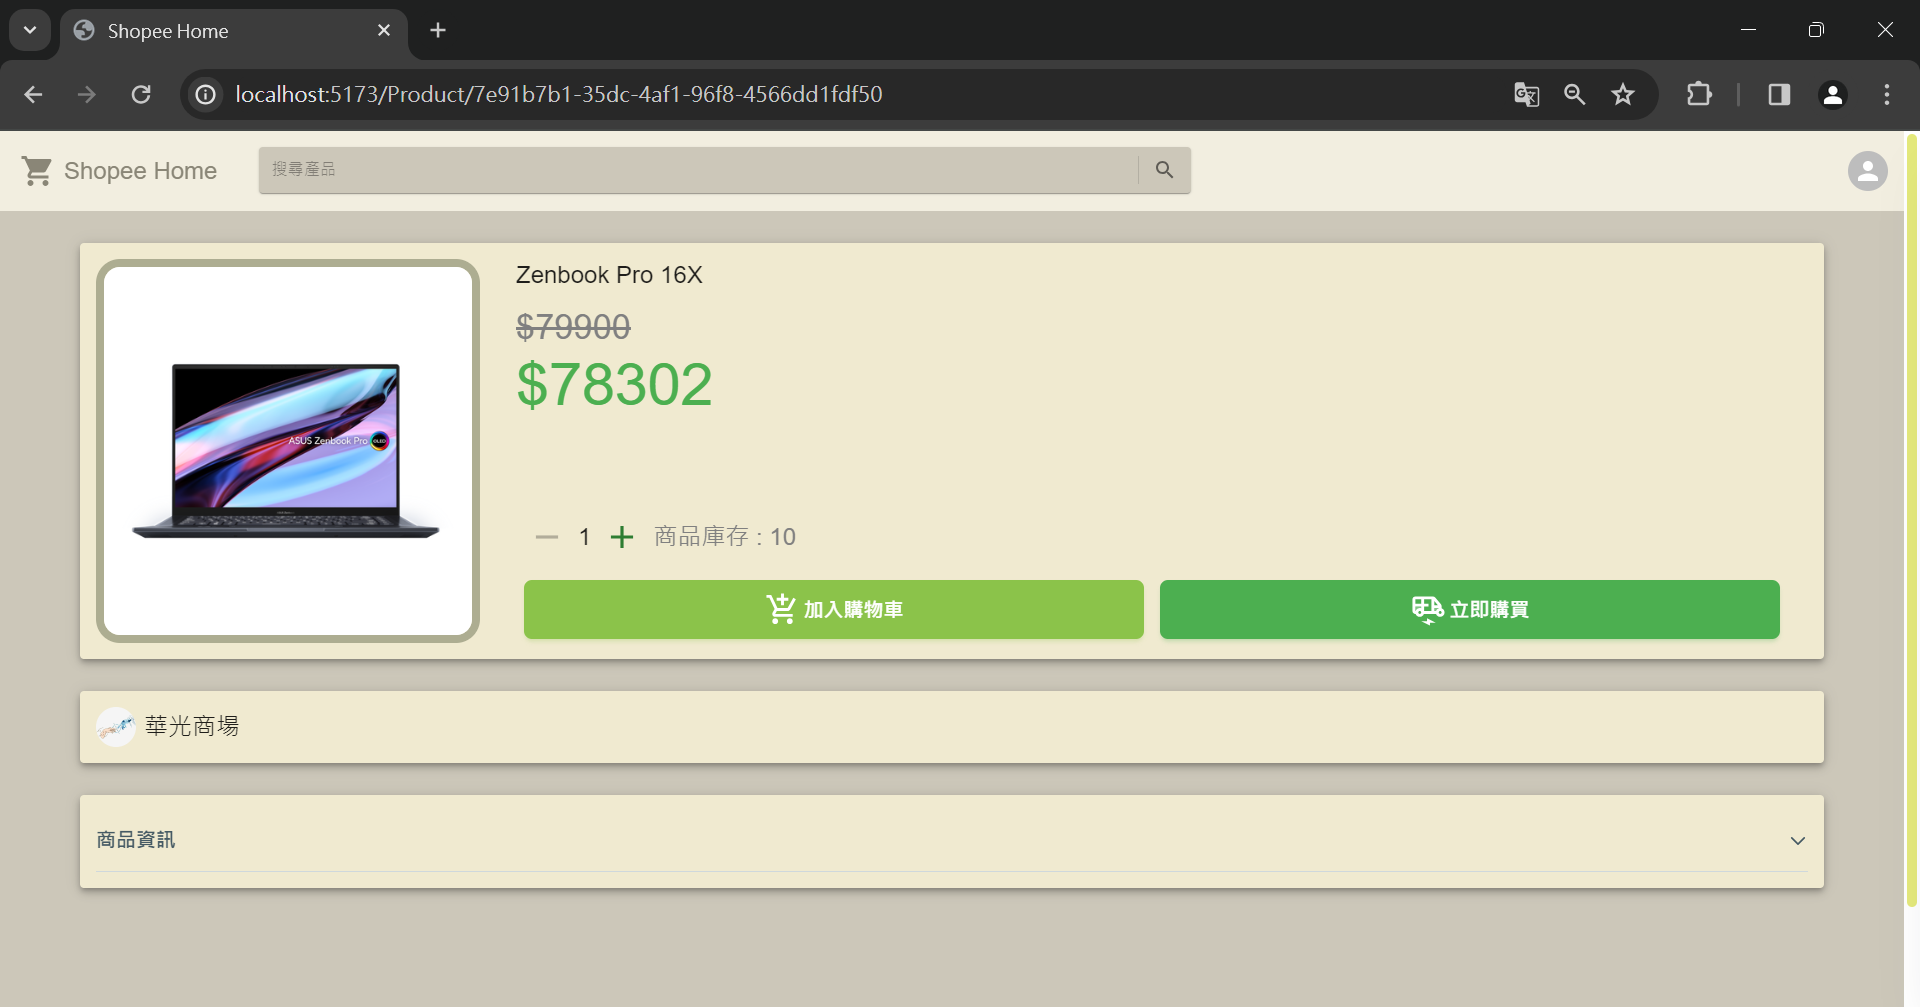 Shopee Home
localhost:5173/Product/7e91b7b1-35dc-4af1-96f8-4566dd1fdf50
Shopee Home
搜尋產品
Zenbook Pro 16X
$79900
$78302
ASUS Zenbook Pro OLED
1
商品庫存 : 10
加入購物車
立即購買
華光商場
商品資訊